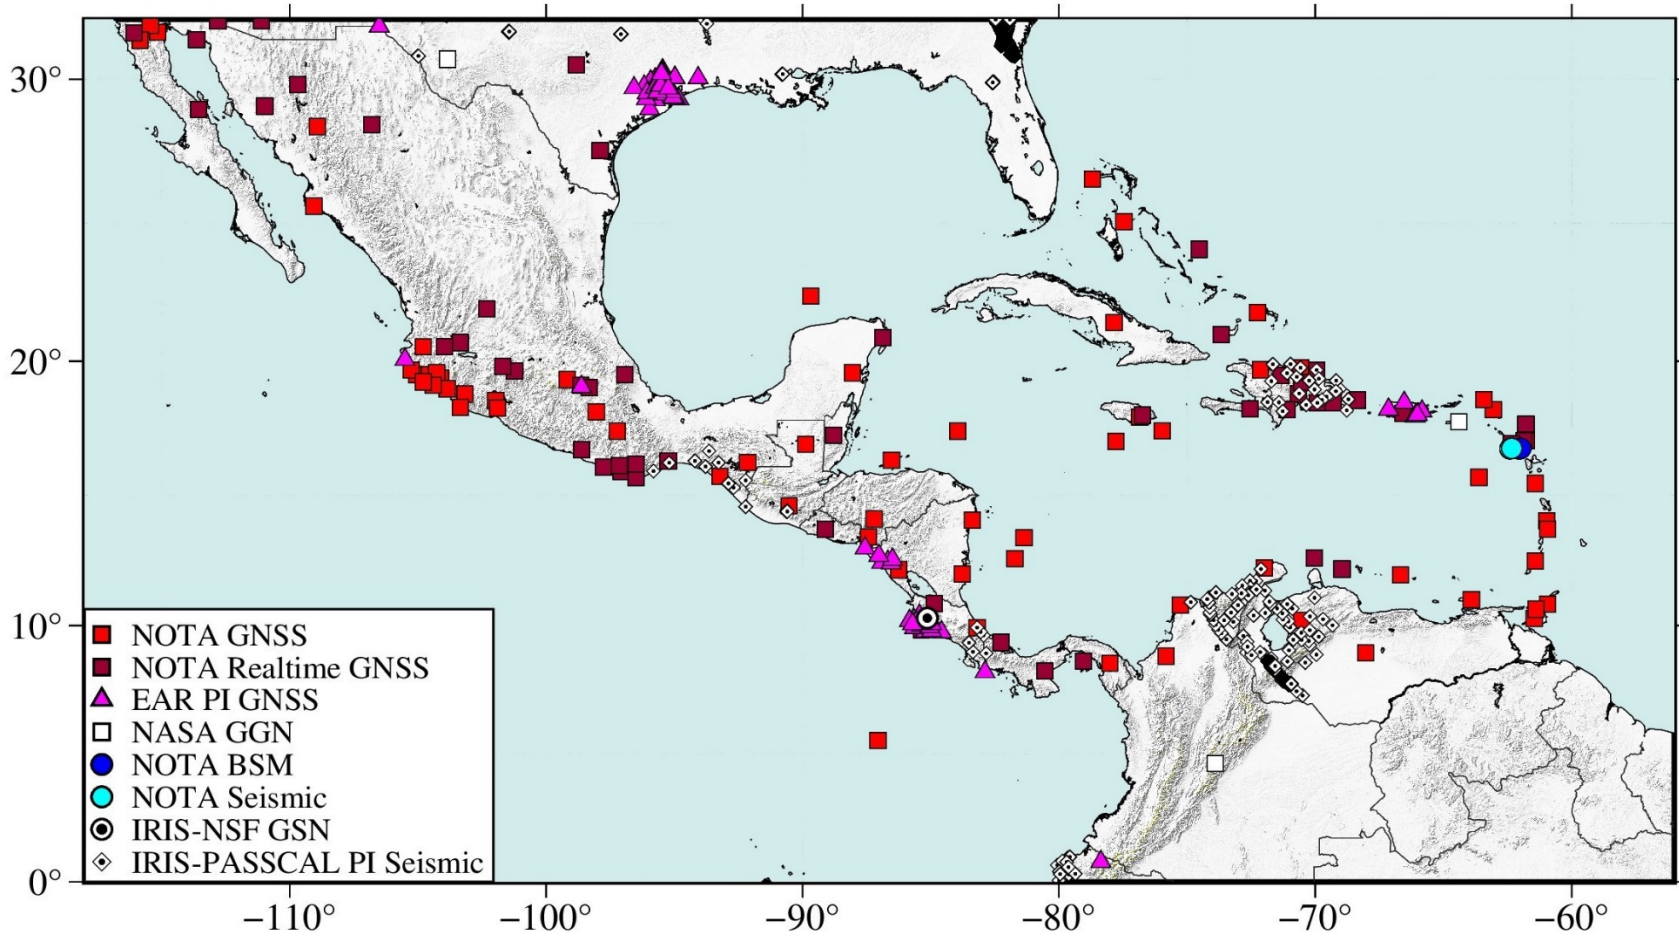 30°
20°
10°
0°
NOTA GNSS
NOTA Realtime GNSS
EAR PI GNSS
NASA GGN
NOTA BSM
NOTA Seismic
IRIS-NSF GSN
IRIS-PASSCAL PI Seismic
−110° −100° −90° −80° −70° −60°